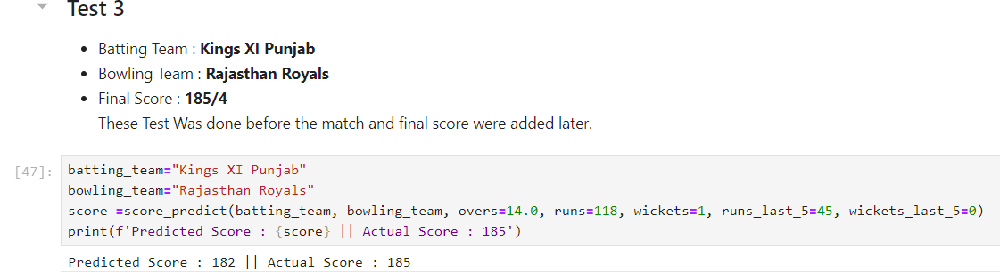 Test 3
Batting Team : Kings XI Punjab
Bowling Team : Rajasthan Royals
Final Score : 185/4
These Test Was done before the match and final score were added later.
[47]:
batting_team="Kings XI Punjab"
bowling_team="Rajasthan Royals"
score =score_predict(batting_team, bowling_team, overs=14.0, runs=118, wickets=1, runs_last_5=45, wickets_last_5=0)
print(f'Predicted Score : {score} || Actual Score : 185')
Predicted Score : 182 || Actual Score : 185